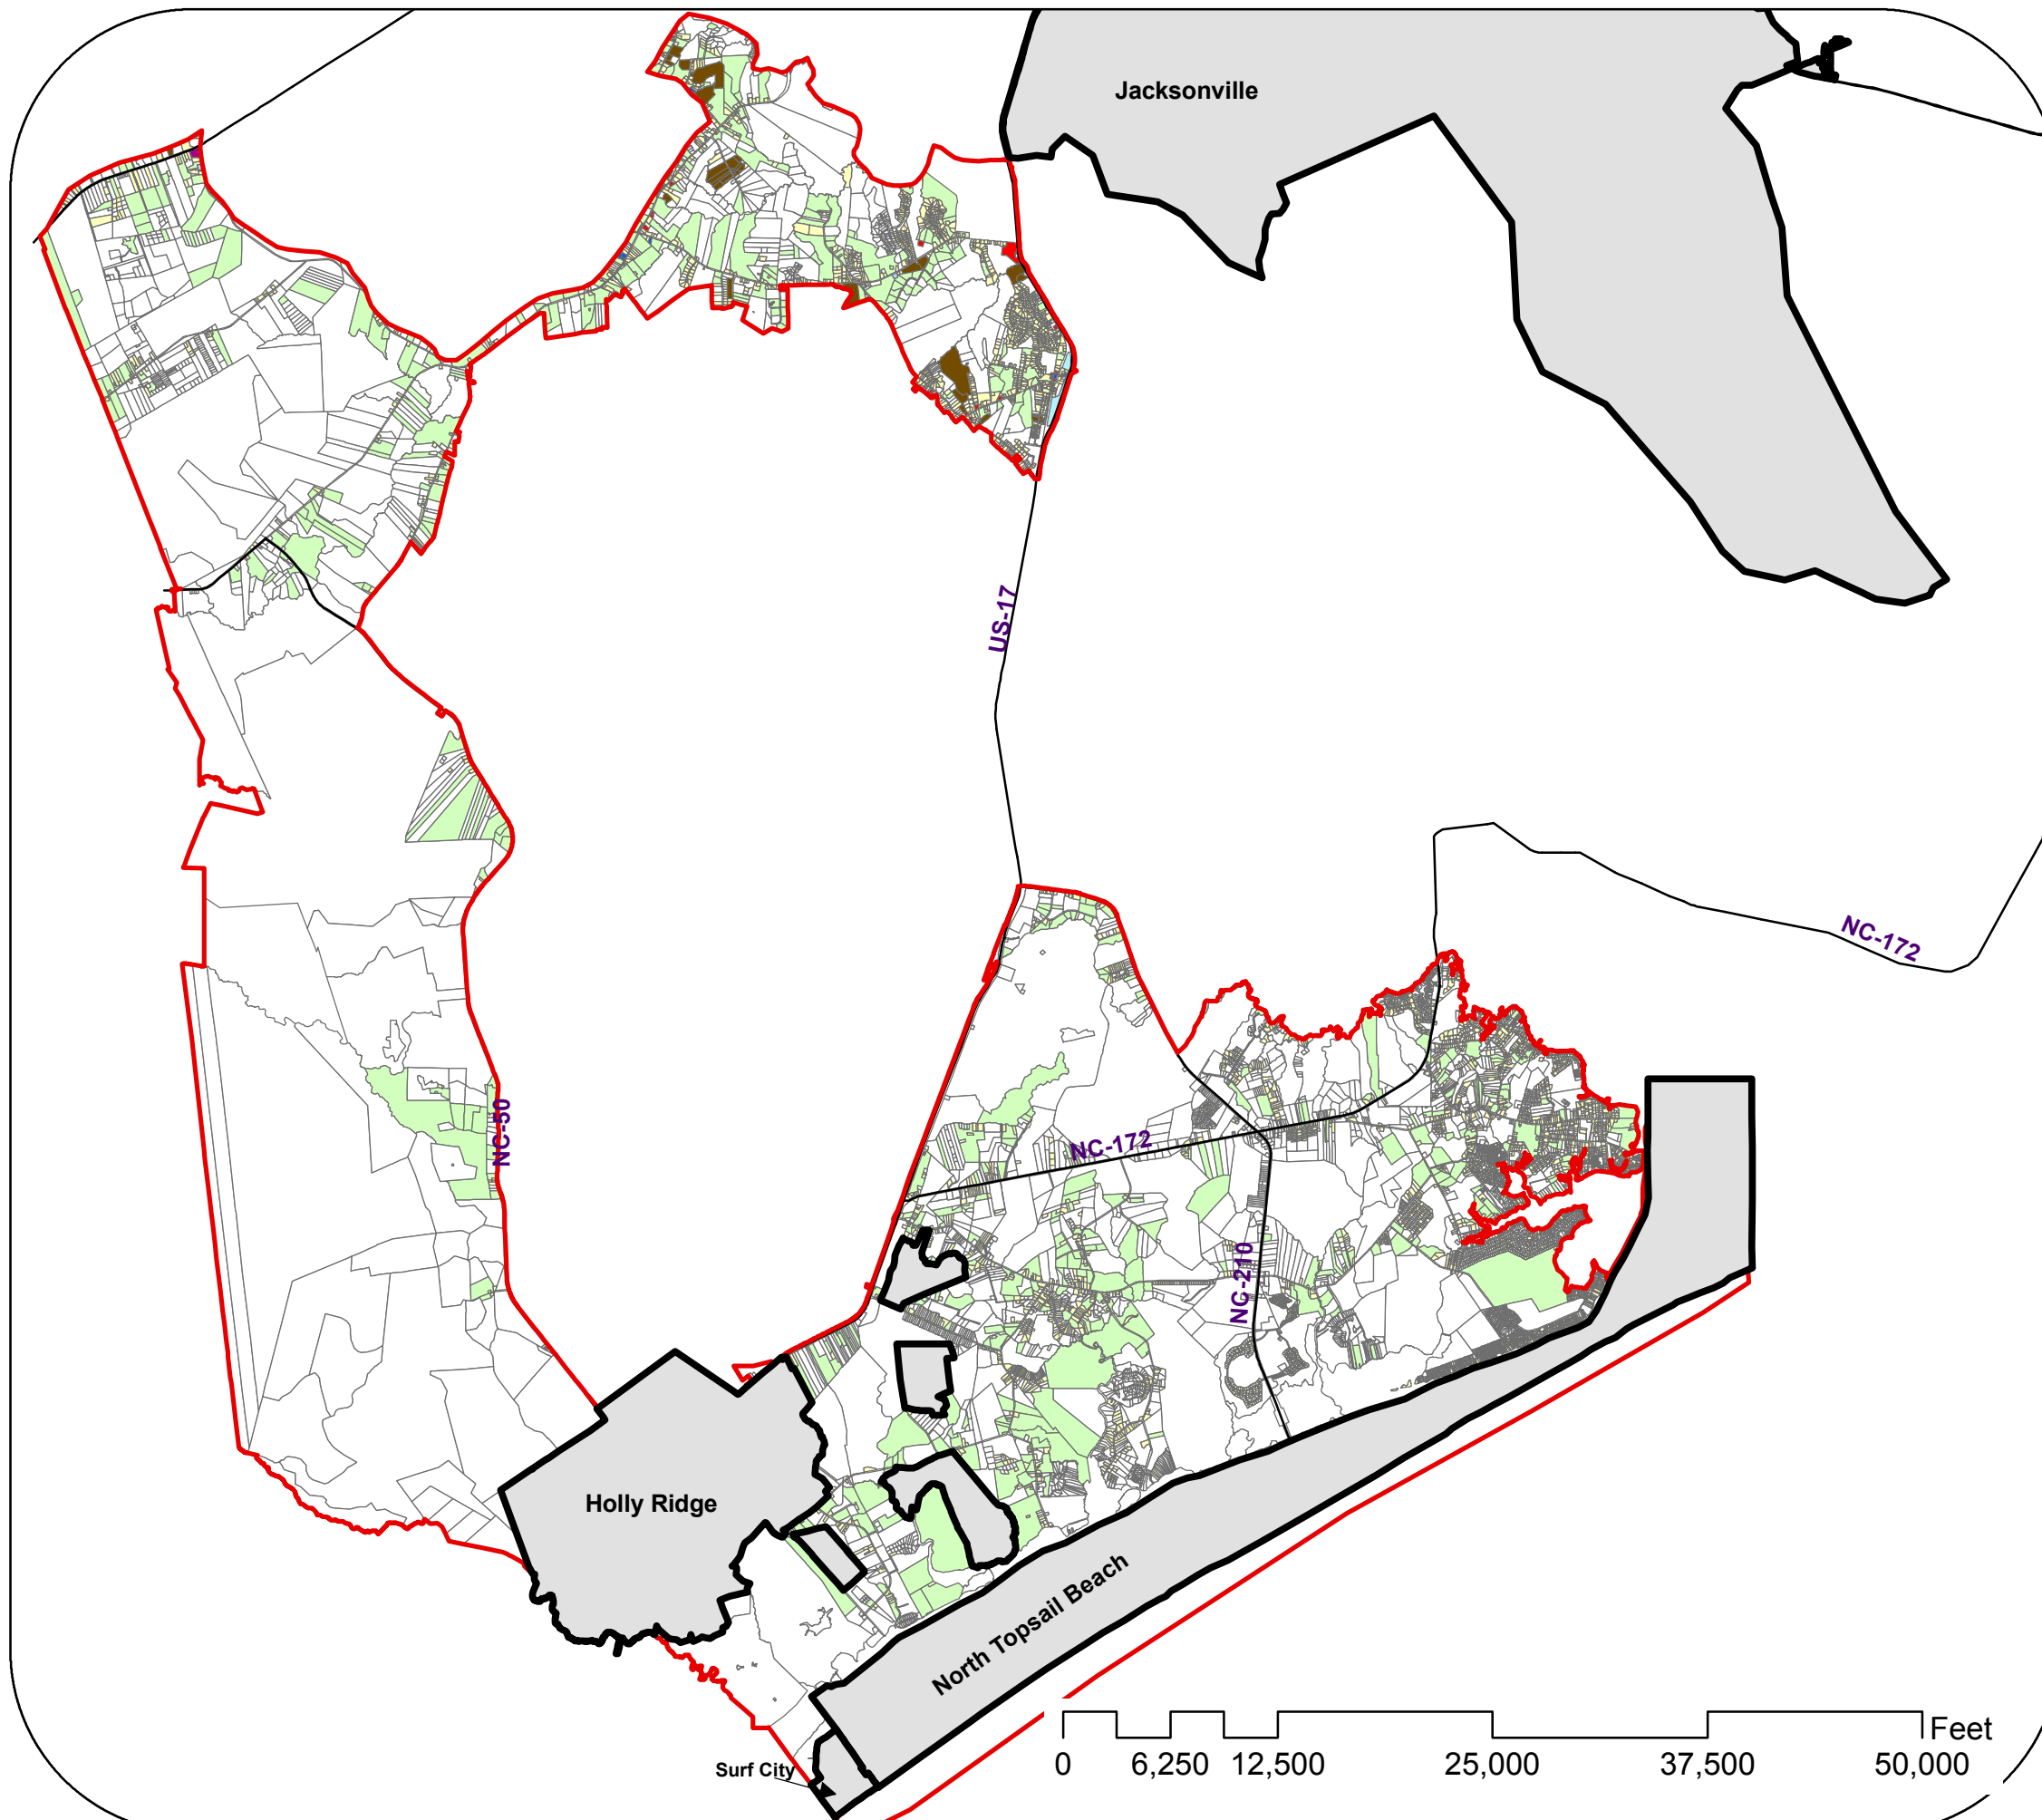 Jacksonville
US-17
NC-172
NC-50
NC-172
NC-210
Holly Ridge
North Topsail Beach
Surf City
Feet
0 6,250 12,500 25,000 37,500 50,000